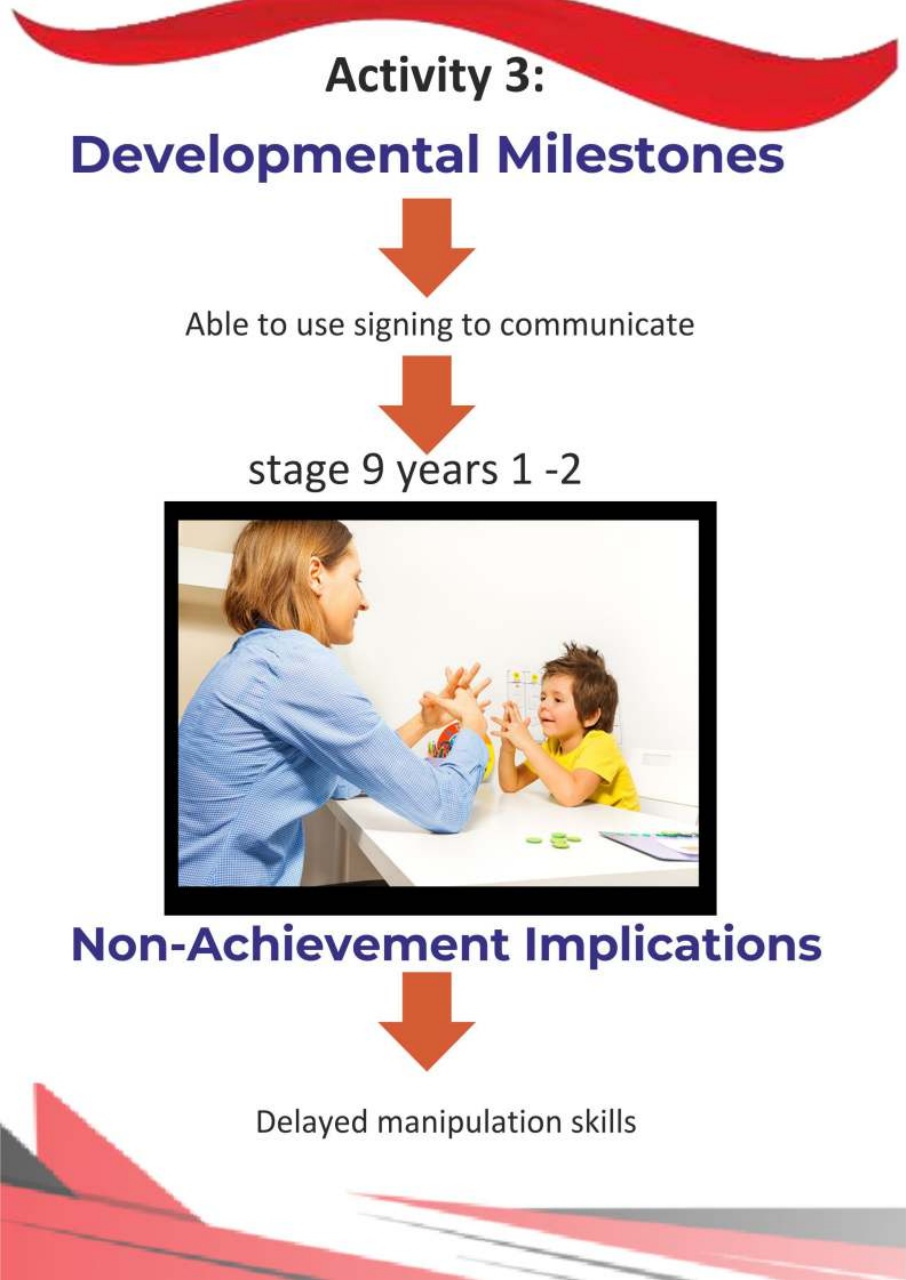 Activity 3:
Developmental Milestones
Able to use signing to communicate
stage 9 years 1 -2
Non-Achievement Implications
Delayed manipulation skills